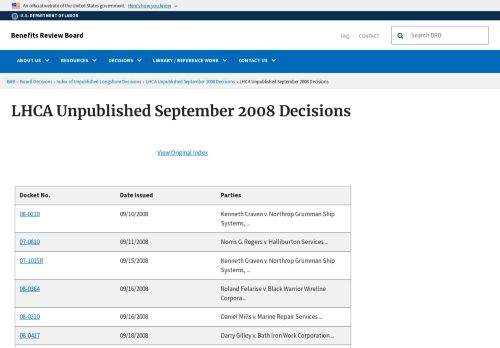 An official website of the United States government. Here's how you know
U.S. DEPARTMENT OF LABOR
Benefits Review Board
FAQ CONTACT
Search BRB
ABOUT US RESOURCES DECISIONS LIBRARY / REFERENCE WORK CONTACT US
BRB › Board Decisions › Index of Unpublished Longshore Decisions › LHCA Unpublished September 2008 Decisions › LHCA Unpublished September 2008 Decisions
LHCA Unpublished September 2008 Decisions
View Original Index
Docket No. Date Issued Parties
08-0210 09/10/2008 Kenneth Craven v. Northrop Grumman Ship
Systems, ...
07-0810 09/11/2008 Norris G. Rogers v. Halliburton Services ...
07-1015R 09/15/2008 Kenneth Craven v. Northrop Grumman Ship
Systems, ...
08-0364 09/16/2008 Roland Felarise v. Black Warrior Wireline
Corpora ...
08-0310 09/16/2008 Daniel Mills v. Marine Repair Services ...
08-0427 09/18/2008 Darry Gilley v. Bath Iron Work Corporation ...